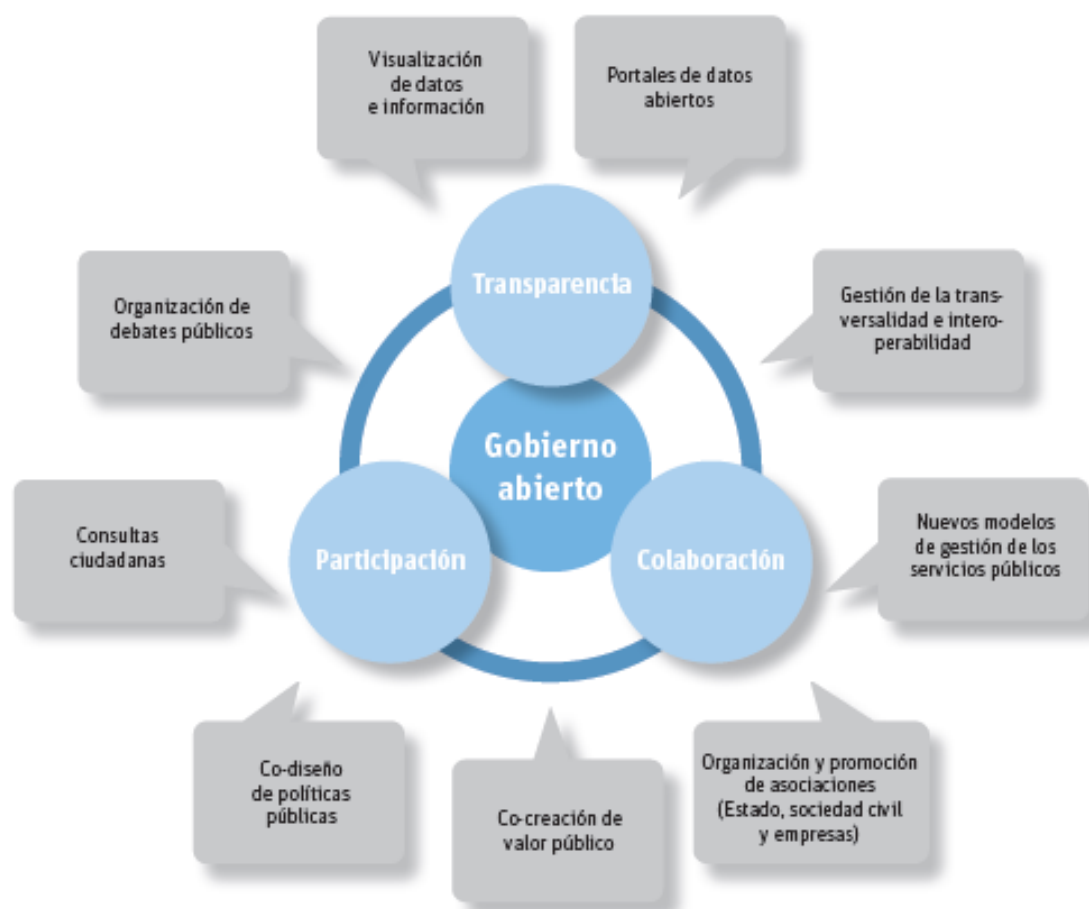 Visualización
de datos
e información
Portales de datos
abiertos
Transparencia
Organización de
debates públicos
Gestión de la trans-
versalidad e intero-
perabilidad
Gobierno
abierto
Consultas
ciudadanas
Participación
Colaboración
Nuevos modelos
de gestión de los
servicios públicos
Co-diseño
de políticas
públicas
Co-creación de
valor público
Organización y promoción
de asociaciones
(Estado, sociedad civil
y empresas)